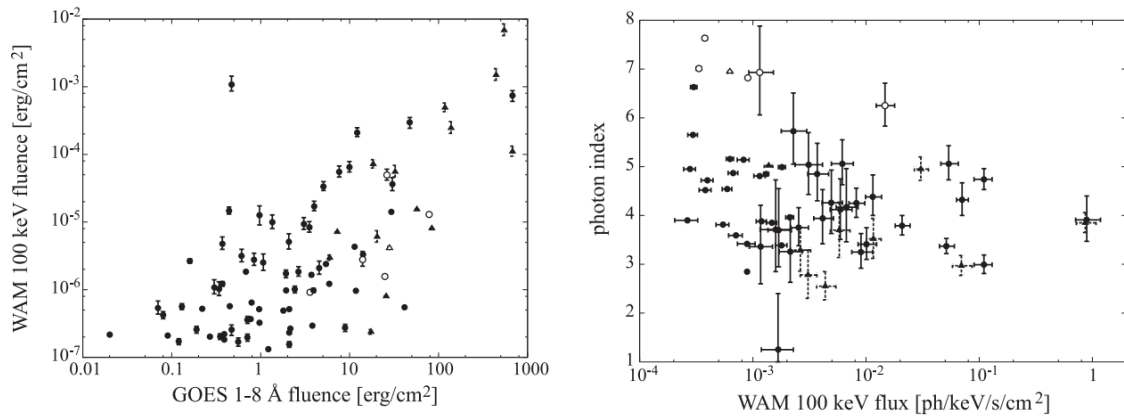 WAM 100 keV fluence [erg/cm²]
10⁻²
10⁻³
10⁻⁴
10⁻⁵
10⁻⁶
10⁻⁷
0.01 0.1 1 10 100 1000
GOES 1-8 Å fluence [erg/cm²]
photon index
8
7
6
5
4
3
2
1
10⁻⁴ 10⁻³ 10⁻² 10⁻¹ 1
WAM 100 keV flux [ph/keV/s/cm²]